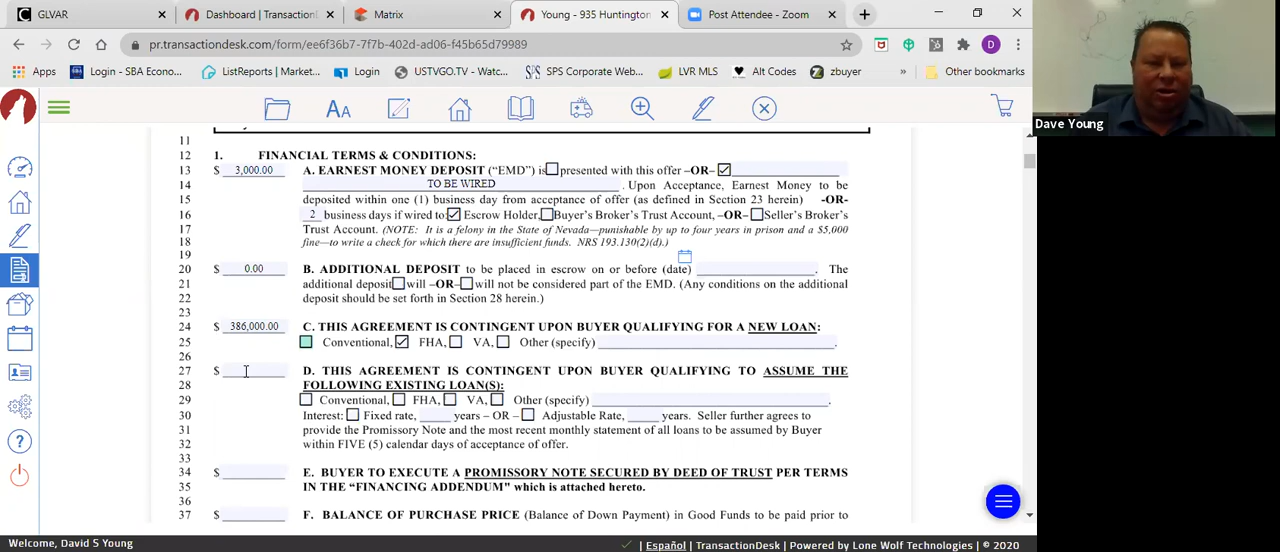 GLVAR
Dashboard | TransactionD
Matrix
Young - 935 Huntington
Post Attendee - Zoom
pr.transactiondesk.com/form/ee6f36b7-7f7b-402d-ad06-f45b65d79989
Apps
Login - SBA Econo...
ListReports | Market...
Login
USTVGO.TV - Watc...
SPS Corporate Web...
LVR MLS
Alt Codes
zbuyer
»
Other bookmarks
Dave Young
11
12 1. FINANCIAL TERMS & CONDITIONS:
13 $ 3,000.00 A. EARNEST MONEY DEPOSIT ("EMD") is presented with this offer –OR–
14 TO BE WIRED . Upon Acceptance, Earnest Money to be
15 deposited within one (1) business day from acceptance of offer (as defined in Section 23 herein) -OR-
16 2 business days if wired to: Escrow Holder, Buyer's Broker's Trust Account, –OR– Seller's Broker's
17 Trust Account. (NOTE: It is a felony in the State of Nevada–punishable by up to four years in prison and a $5,000
18 fine–to write a check for which there are insufficient funds. NRS 193.130(2)(d).)
19
20 $ 0.00 B. ADDITIONAL DEPOSIT to be placed in escrow on or before (date) . The
21 additional deposit will –OR– will not be considered part of the EMD. (Any conditions on the additional
22 deposit should be set forth in Section 28 herein.)
23
24 $ 386,000.00 C. THIS AGREEMENT IS CONTINGENT UPON BUYER QUALIFYING FOR A NEW LOAN:
25 Conventional, FHA, VA, Other (specify) .
26
27 $ D. THIS AGREEMENT IS CONTINGENT UPON BUYER QUALIFYING TO ASSUME THE
28 FOLLOWING EXISTING LOAN(S):
29 Conventional, FHA, VA, Other (specify) .
30 Interest: Fixed rate, years – OR – Adjustable Rate, years. Seller further agrees to
31 provide the Promissory Note and the most recent monthly statement of all loans to be assumed by Buyer
32 within FIVE (5) calendar days of acceptance of offer.
33
34 $ E. BUYER TO EXECUTE A PROMISSORY NOTE SECURED BY DEED OF TRUST PER TERMS
35 IN THE "FINANCING ADDENDUM" which is attached hereto.
36
37 $ F. BALANCE OF PURCHASE PRICE (Balance of Down Payment) in Good Funds to be paid prior to
Welcome, David S Young
Español | TransactionDesk | Powered by Lone Wolf Technologies | © 2020